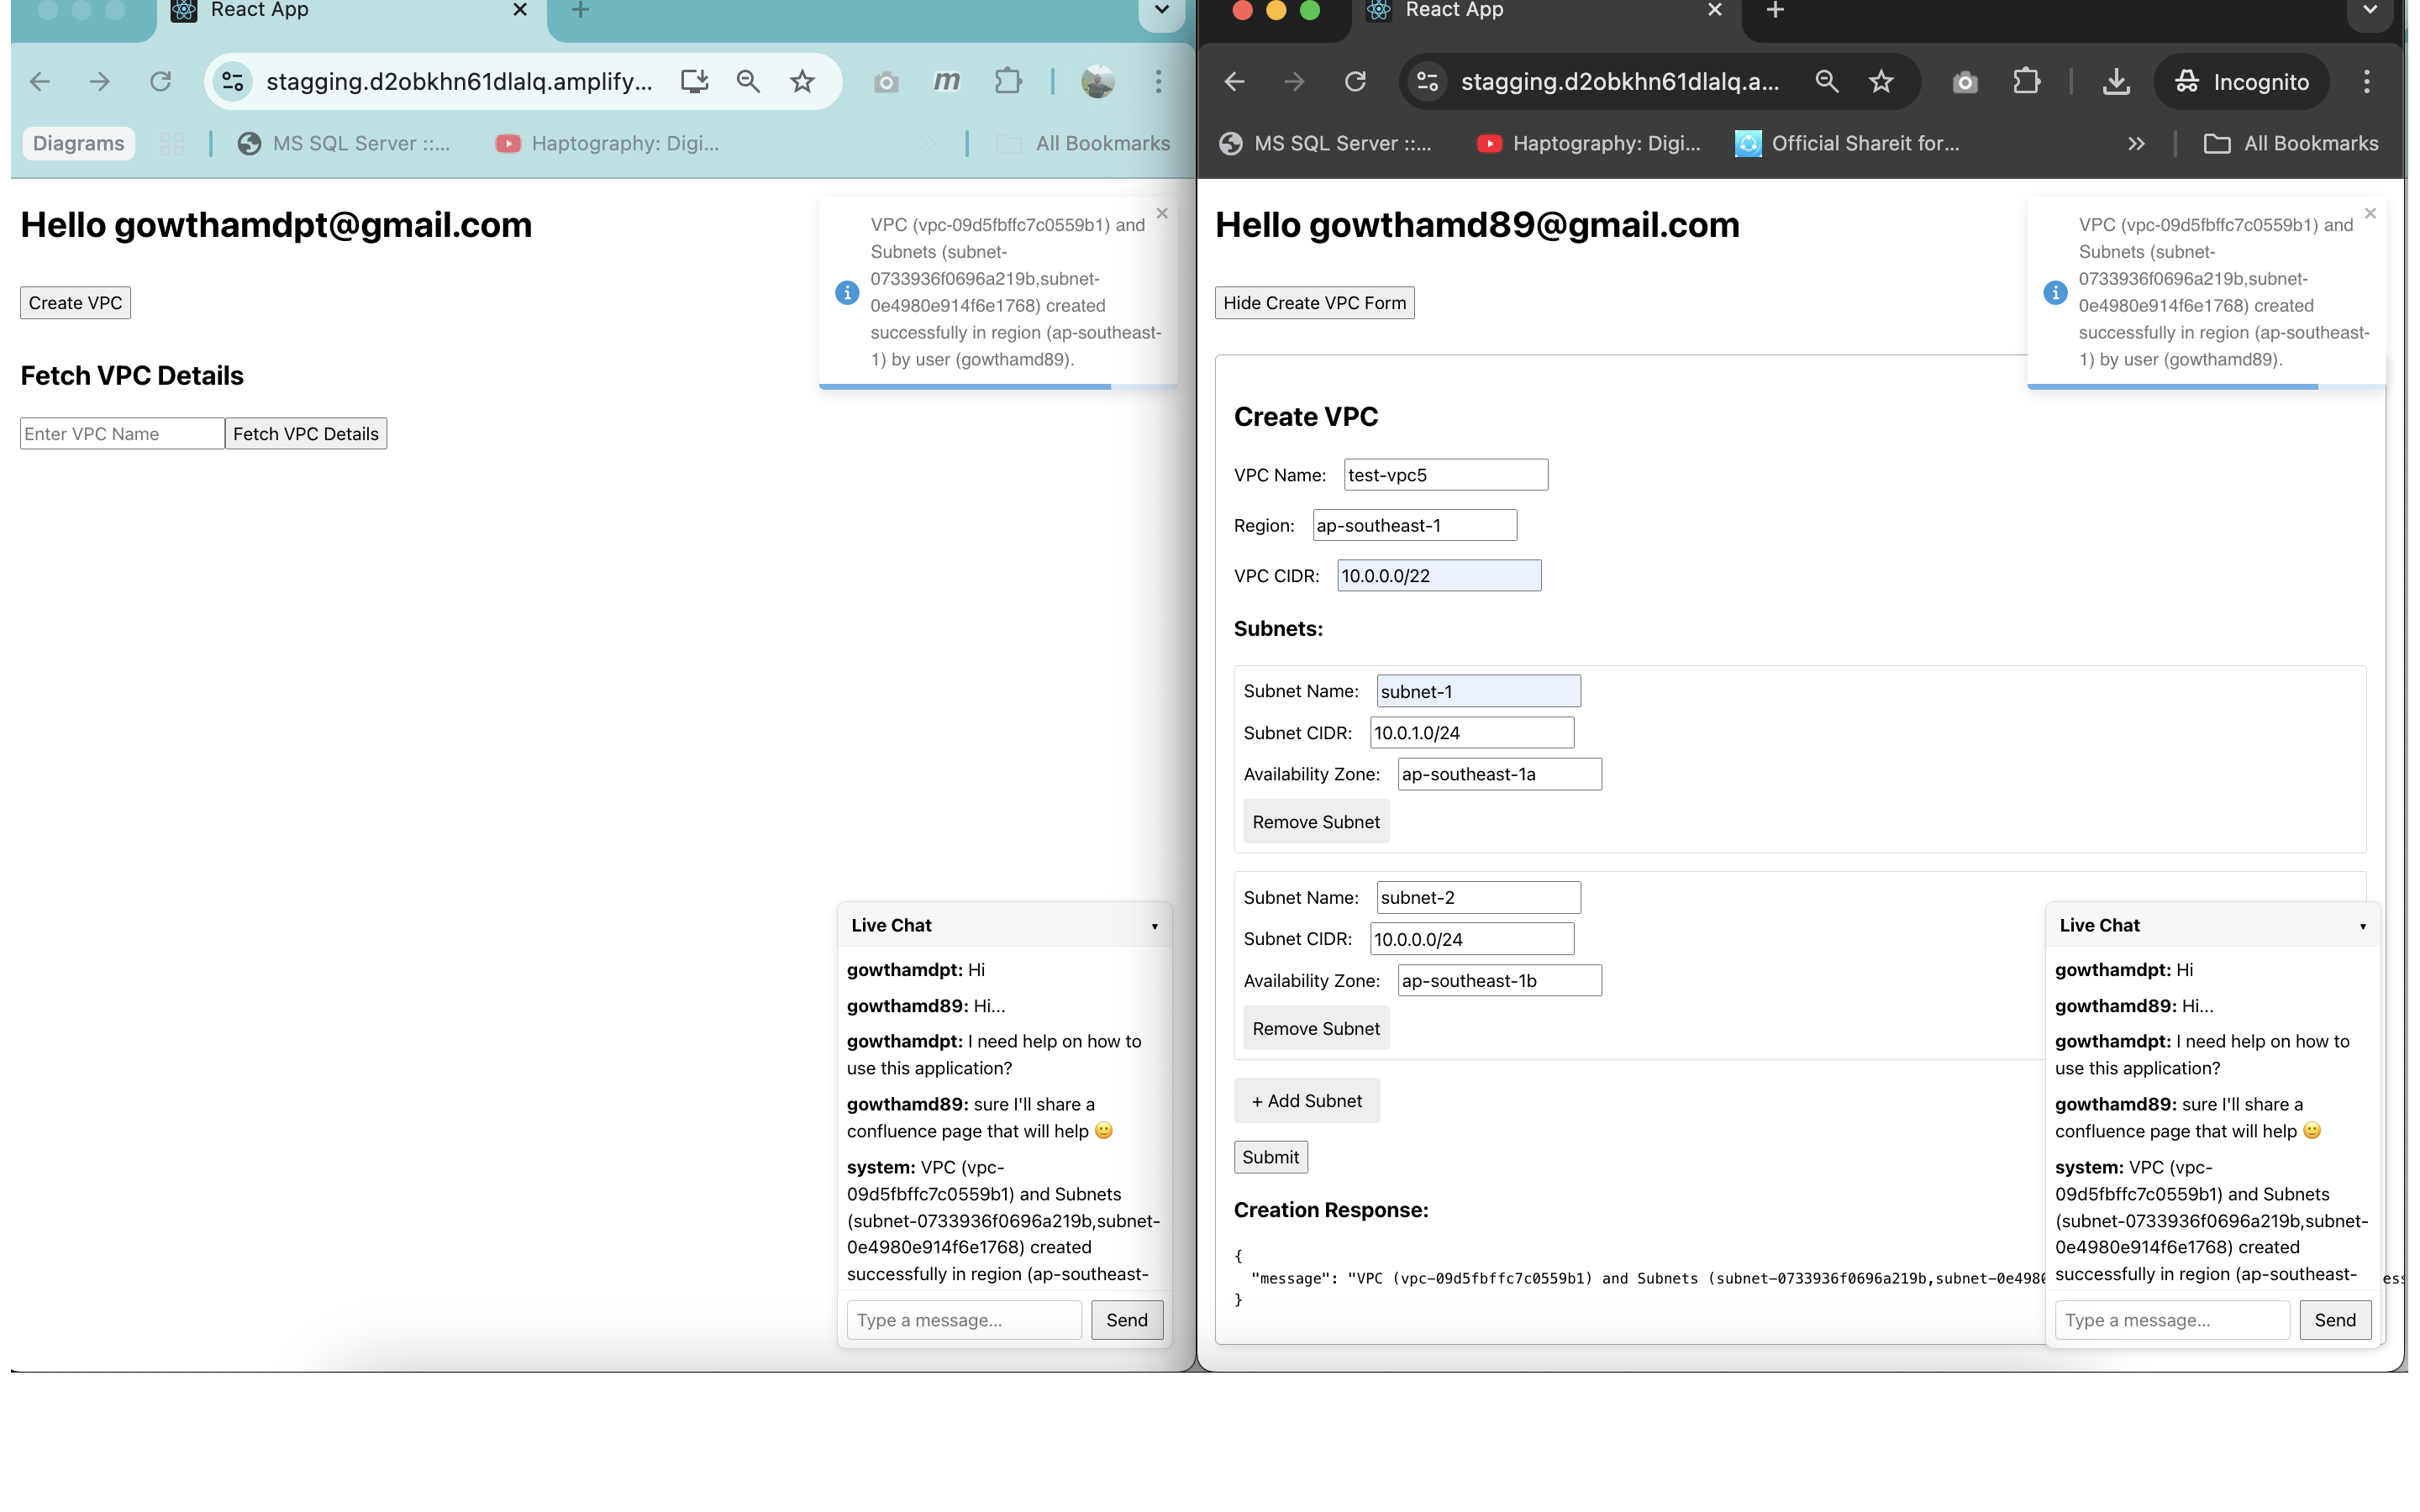 React App
stagging.d2obkhn61dlalq.amplify...
Diagrams
MS SQL Server ::...
Haptography: Digi...
All Bookmarks
Hello gowthamdpt@gmail.com
Create VPC
Fetch VPC Details
Enter VPC Name
Fetch VPC Details
VPC (vpc-09d5fbffc7c0559b1) and
Subnets (subnet-
0733936f0696a219b,subnet-
0e4980e914f6e1768) created
successfully in region (ap-southeast-
1) by user (gowthamd89).
Live Chat
gowthamdpt: Hi
gowthamd89: Hi...
gowthamdpt: I need help on how to
use this application?
gowthamd89: sure I'll share a
confluence page that will help 🙂
system: VPC (vpc-
09d5fbffc7c0559b1) and Subnets
(subnet-0733936f0696a219b,subnet-
0e4980e914f6e1768) created
successfully in region (ap-southeast-
Type a message...
Send
React App
stagging.d2obkhn61dlalq.a...
Incognito
MS SQL Server ::...
Haptography: Digi...
Official Shareit for...
All Bookmarks
Hello gowthamd89@gmail.com
Hide Create VPC Form
VPC (vpc-09d5fbffc7c0559b1) and
Subnets (subnet-
0733936f0696a219b,subnet-
0e4980e914f6e1768) created
successfully in region (ap-southeast-
1) by user (gowthamd89).
Create VPC
VPC Name: test-vpc5
Region: ap-southeast-1
VPC CIDR: 10.0.0.0/22
Subnets:
Subnet Name: subnet-1
Subnet CIDR: 10.0.1.0/24
Availability Zone: ap-southeast-1a
Remove Subnet
Subnet Name: subnet-2
Subnet CIDR: 10.0.0.0/24
Availability Zone: ap-southeast-1b
Remove Subnet
+ Add Subnet
Submit
Creation Response:
{
"message": "VPC (vpc-09d5fbffc7c0559b1) and Subnets (subnet-0733936f0696a219b,subnet-0e498
}
Live Chat
gowthamdpt: Hi
gowthamd89: Hi...
gowthamdpt: I need help on how to
use this application?
gowthamd89: sure I'll share a
confluence page that will help 🙂
system: VPC (vpc-
09d5fbffc7c0559b1) and Subnets
(subnet-0733936f0696a219b,subnet-
0e4980e914f6e1768) created
successfully in region (ap-southeast-
Type a message...
Send